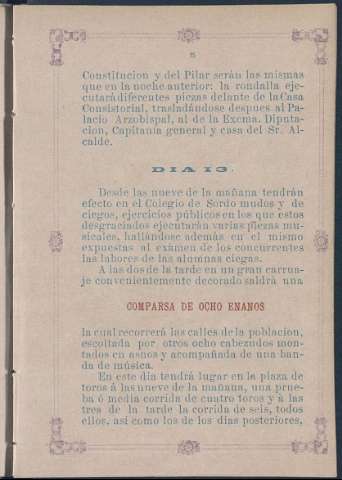 8
Constitucion y del Pilar serán las mismas
que en la noche anterior: la rondalla eje-
cutará diferentes piezas delante de la Casa
Consistorial, trasladándose despues al Pa-
lacio Arzobispal, al de la Excma. Diputa-
cion, Capitanía general y casa del Sr. Al-
calde.
DIA 13.
Desde las nueve de la mañana tendrán
efecto en el Colegio de Sordo mudos y de
ciegos, ejercicios públicos en los que estos
desgraciados ejecutarán varias piezas mu-
sicales, hallándose además en el mismo
expuestas al exámen de los concurrentes
las labores de las alumnas ciegas.
A las dos de la tarde en un gran carrua-
je convenientemente decorado saldrá una
COMPARSA DE OCHO ENANOS
la cual recorrerá las calles de la poblacion,
escoltada por otros ocho cabezudos mon-
tados en asnos y acompañada de una ban-
da de música.
En este dia tendrá lugar en la plaza de
toros á las nueve de la mañana, una prue-
ba ó media corrida de cuatro toros y á las
tres de la tarde la corrida de seis, todos
ellos, asi como los de dos dias posteriores,